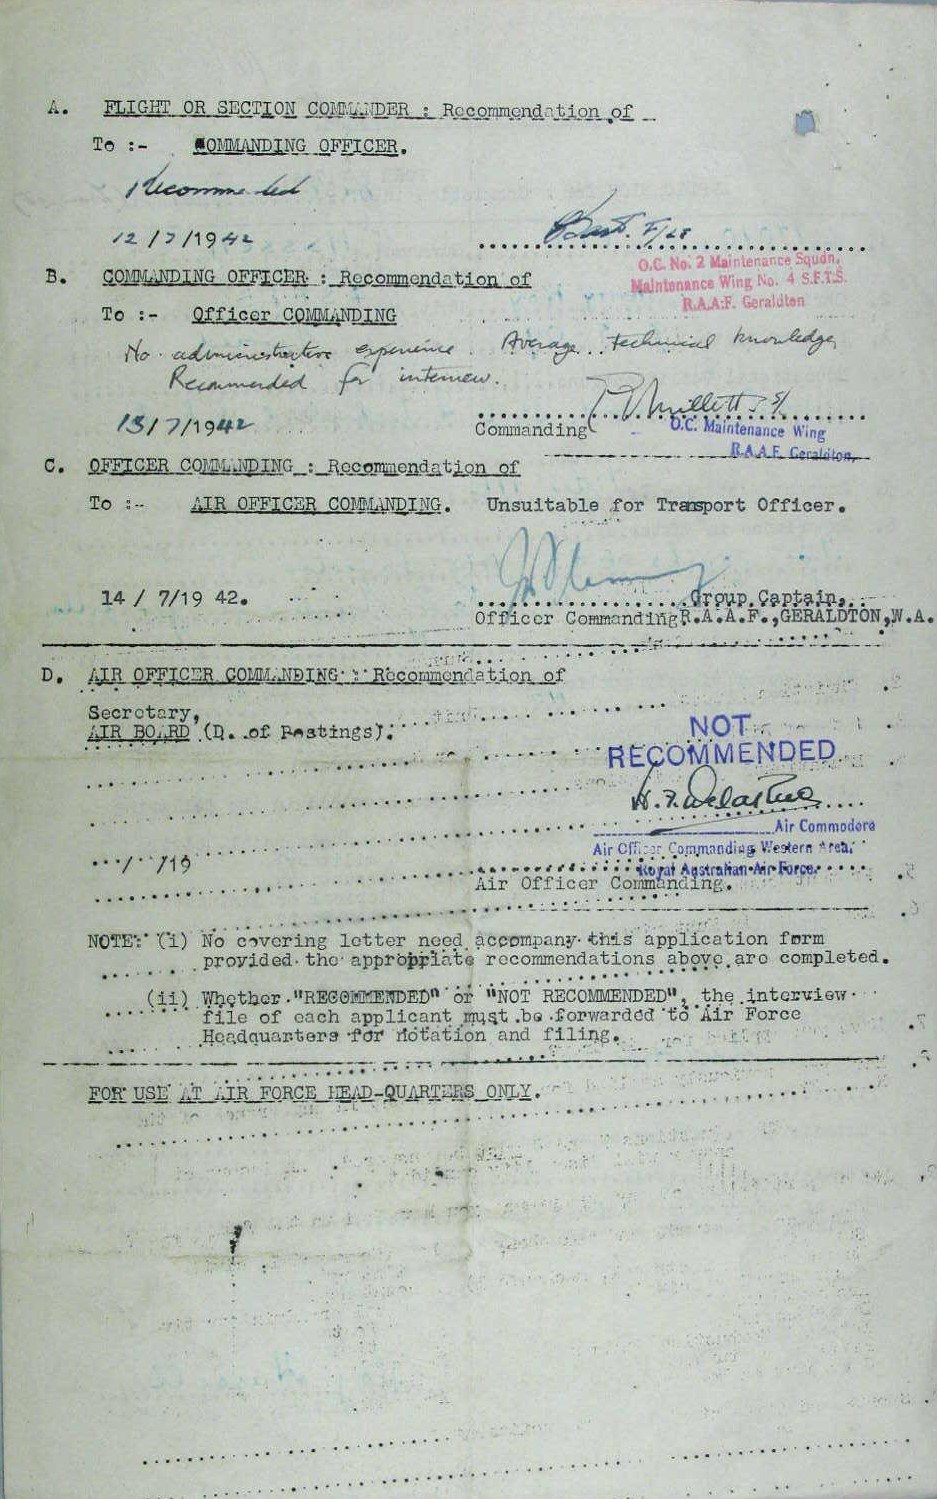 A. FLIGHT OR SECTION COMMANDER : Recommendation of
To :- COMMANDING OFFICER.
Recommended
12/7/1942
O.C. No. 2 Maintenance Squdn,
Maintenance Wing No. 4 S.F.T.S.
R.A.A.F. Geraldton
B. COMMANDING OFFICER : Recommendation of
To :- Officer COMMANDING
No administrative experience. Average technical knowledge,
Recommended for interview.
13/7/1942
Commanding O.C. Maintenance Wing
R.A.A.F. Geraldton.
C. OFFICER COMMANDING : Recommendation of
To :- AIR OFFICER COMMANDING. Unsuitable for Transport Officer.
14 / 7/19 42. Group Captain,
Officer Commanding R.A.A.F.,GERALDTON,W.A.
D. AIR OFFICER COMMANDING : Recommendation of
Secretary,
AIR BOARD (D. of Postings).
NOT
RECOMMENDED
Air Commodore
Air Officer Commanding Western Area,
/ /19 Royal Australian Air Force.
Air Officer Commanding.
NOTE: (i) No covering letter need accompany this application form
provided the appropriate recommendations above are completed.
(ii) Whether "RECOMMENDED" or "NOT RECOMMENDED", the interview
file of each applicant must be forwarded to Air Force
Headquarters for notation and filing.
FOR USE AT AIR FORCE HEAD-QUARTERS ONLY.